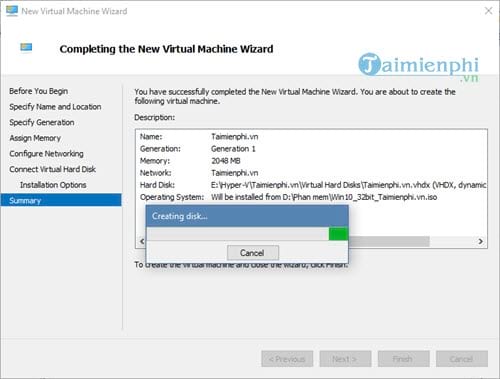 New Virtual Machine Wizard
Completing the New Virtual Machine Wizard
Taimienphi
.vn
Before You Begin
Specify Name and Location
Specify Generation
Assign Memory
Configure Networking
Connect Virtual Hard Disk
Installation Options
Summary
You have successfully completed the New Virtual Machine Wizard. You are about to create the
following virtual machine.
Description:
Name: Taimienphi.vn
Generation: Generation 1
Memory: 2048 MB
Network: Taimienphi.vn
Hard Disk: E:\Hyper-V\Taimienphi.vn\Virtual Hard Disks\Taimienphi.vn.vhdx (VHDX, dynamic
Operating System: Will be installed from D:\Phan mem\Win10_32bit_Taimienphi.vn.iso
Creating disk...
Cancel
To create the virtual machine and close the wizard, click Finish.
< Previous
Next >
Finish
Cancel